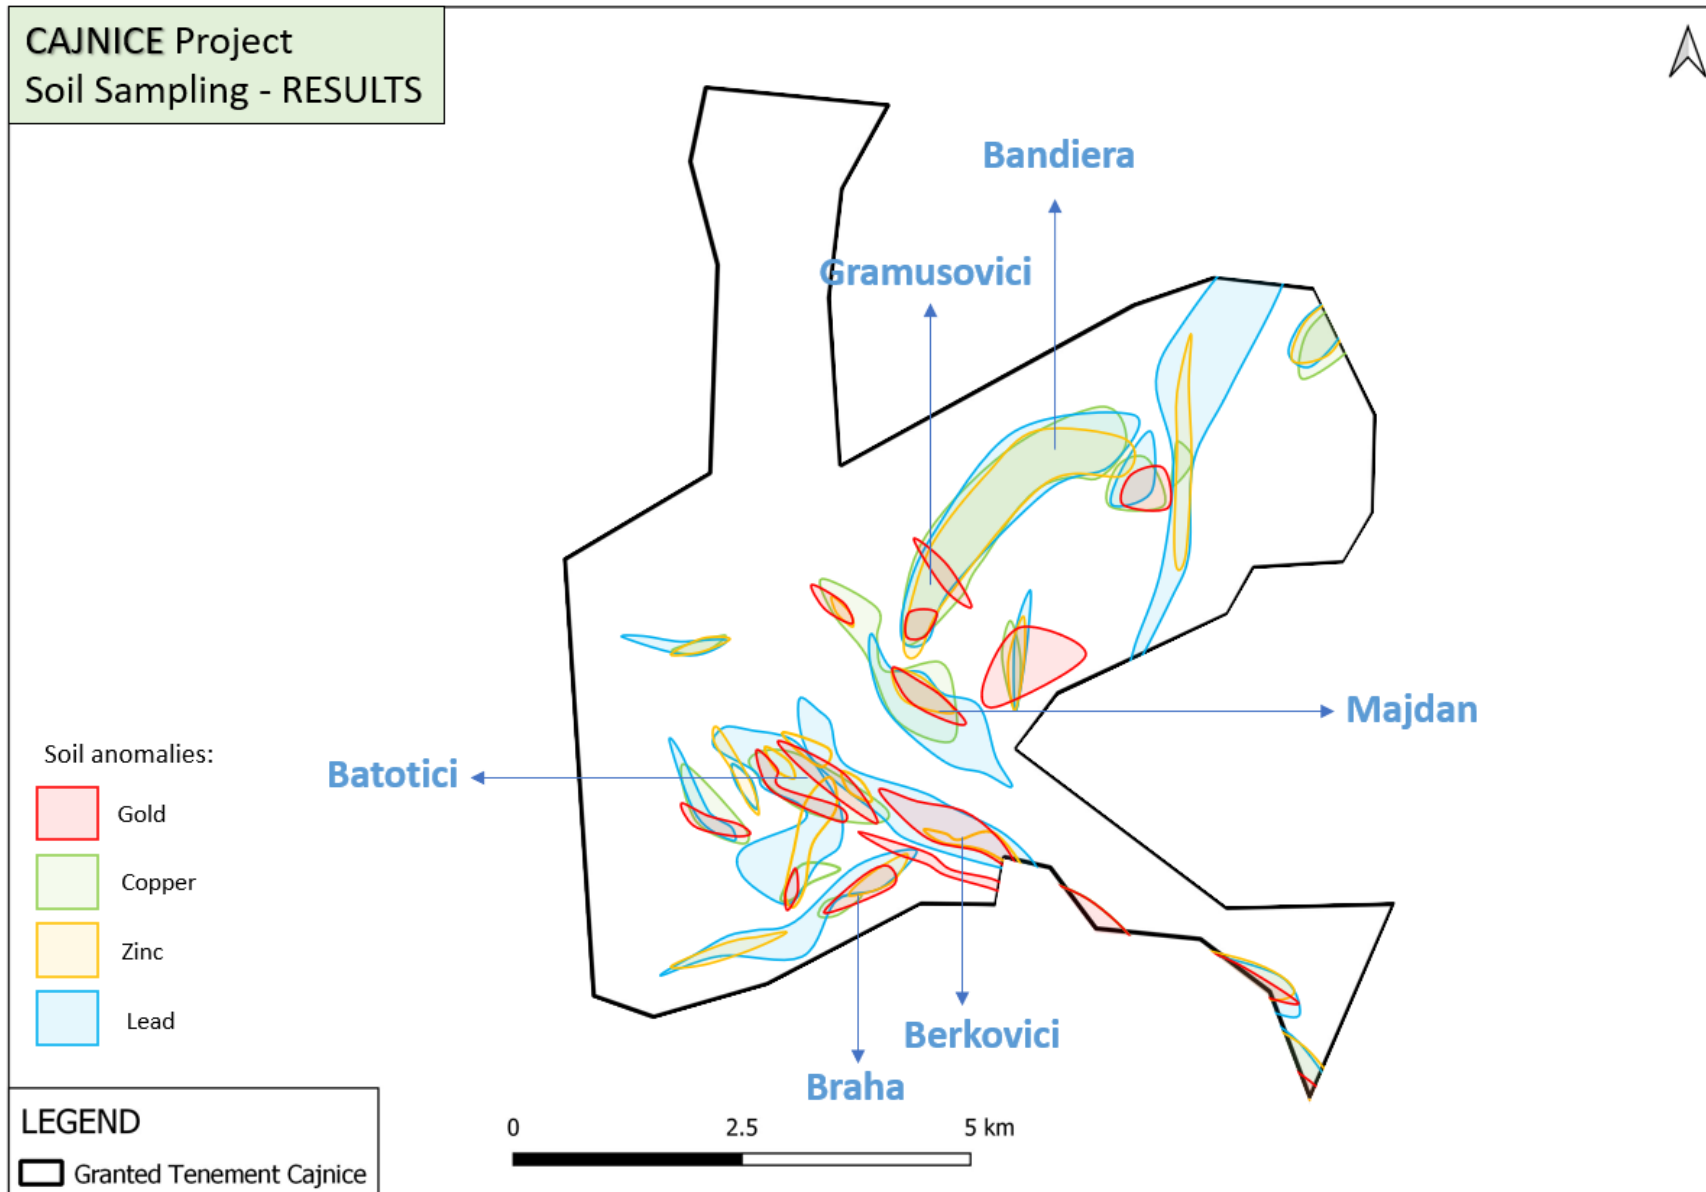 CAJNICE Project
Soil Sampling - RESULTS
Bandiera
Gramusovici
Majdan
Batotici
Soil anomalies:
Gold
Copper
Zinc
Lead
Berkovici
Braha
0 2.5 5 km
LEGEND
Granted Tenement Cajnice